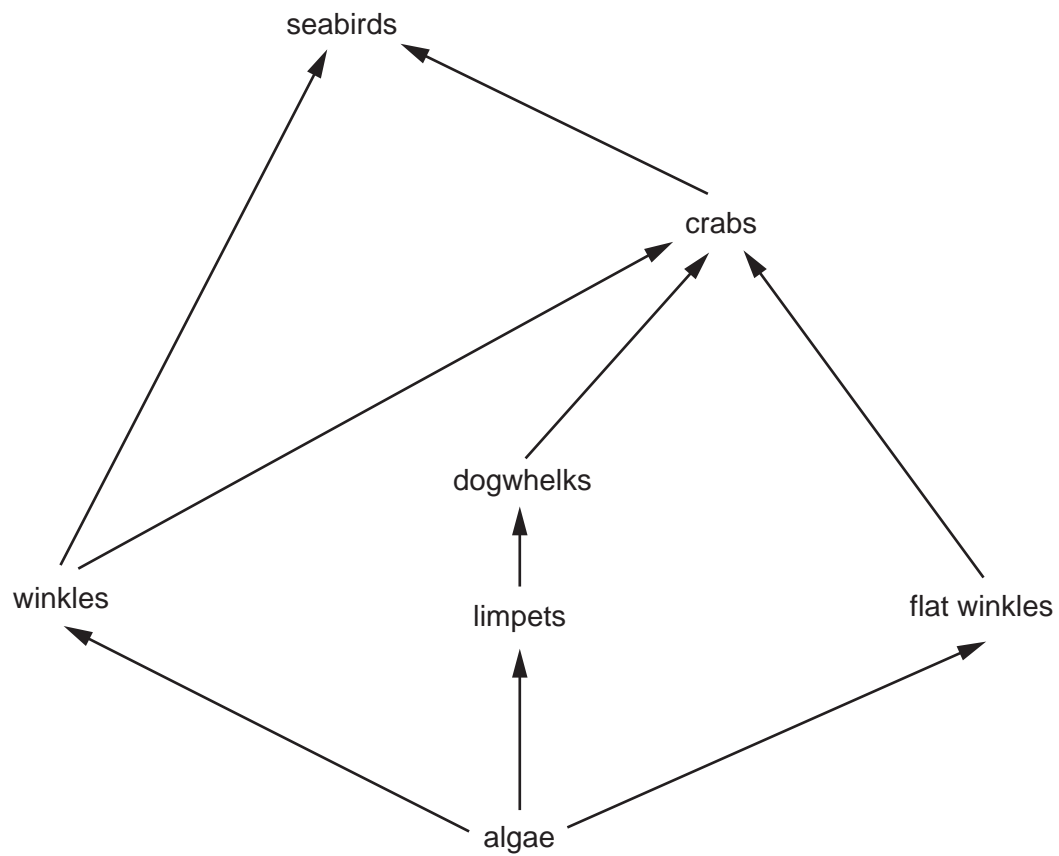 seabirds
crabs
dogwhelks
winkles
flat winkles
limpets
algae